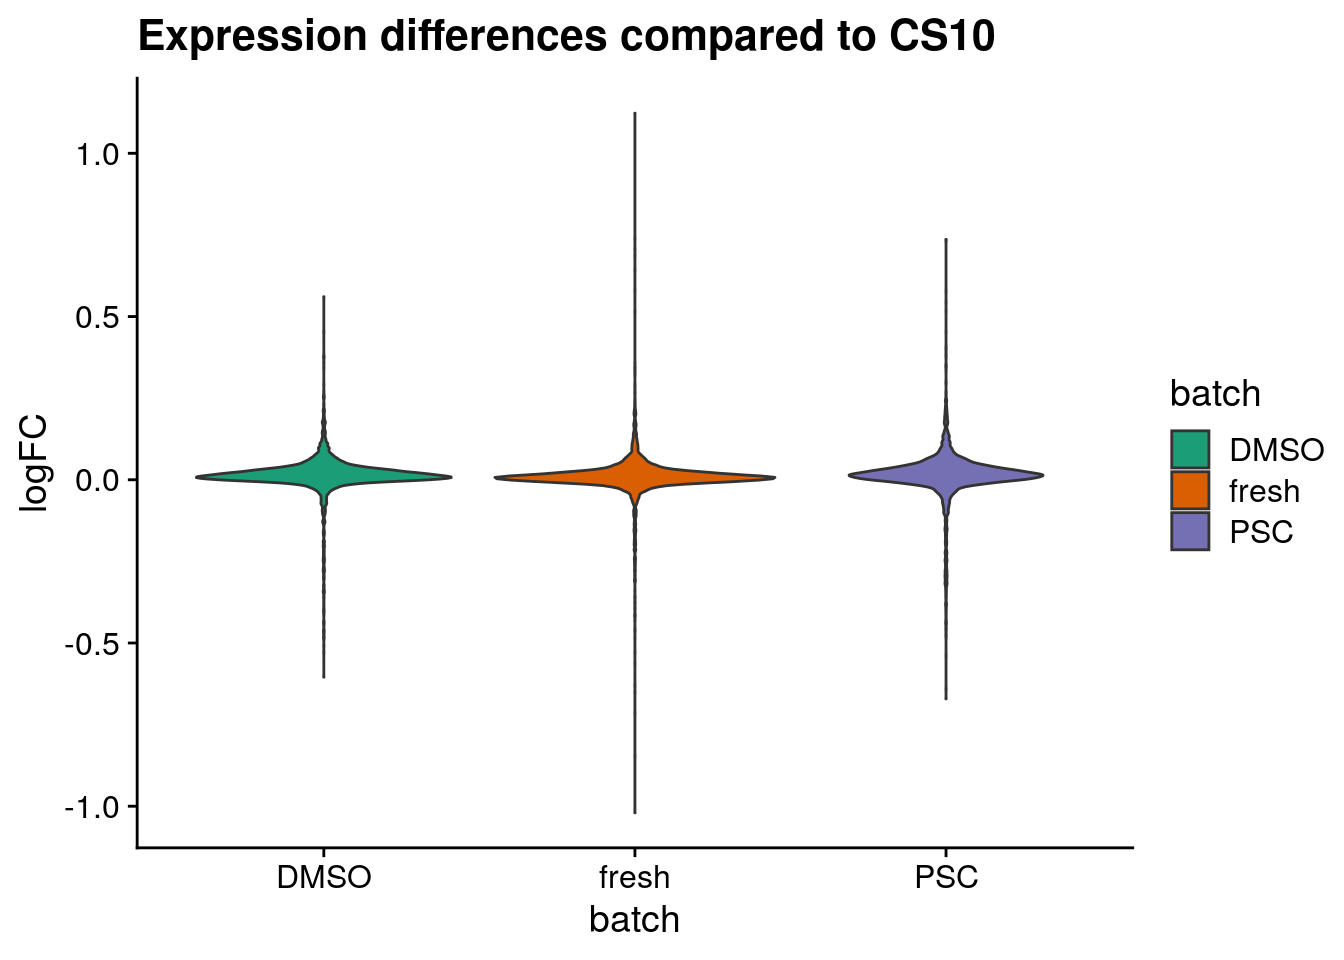 Expression differences compared to CS10
1.0
0.5
0.0
-0.5
-1.0
logFC
DMSO
fresh
PSC
batch
batch
DMSO
fresh
PSC